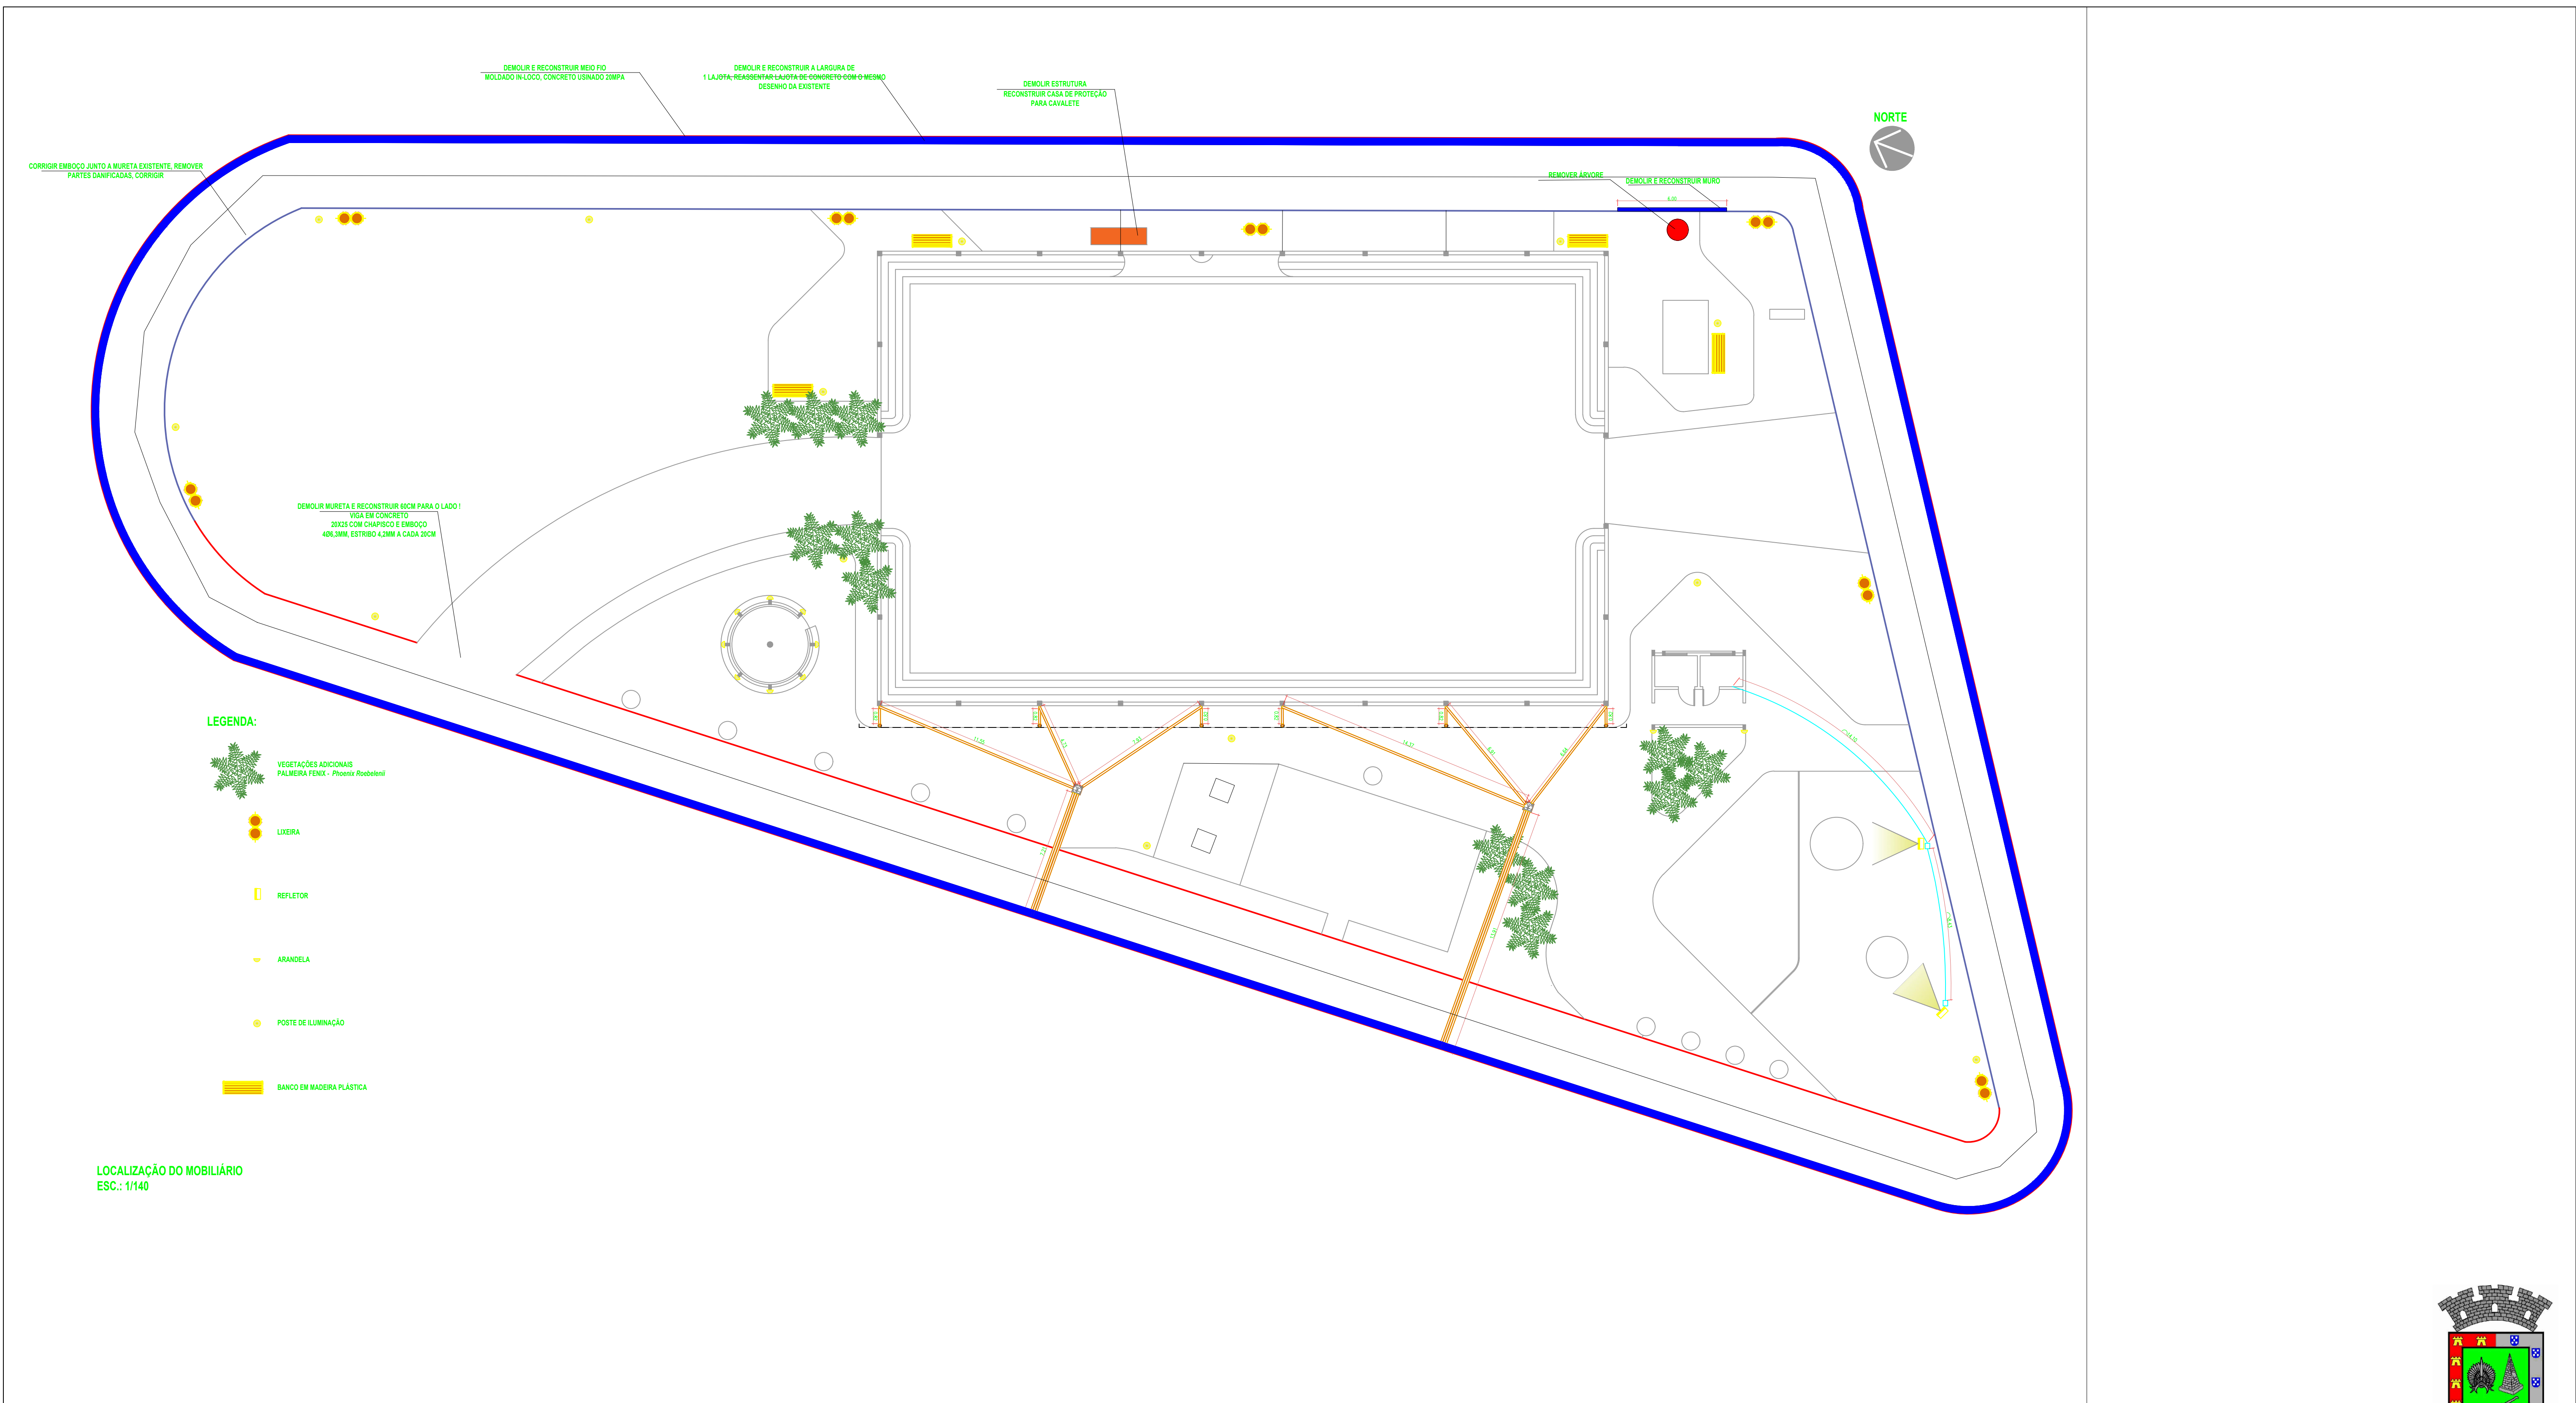 DEMOLIR E RECONSTRUIR MEIO FIO
MOLDADO IN-LOCO, CONCRETO USINADO 20MPA
DEMOLIR E RECONSTRUIR A LARGURA DE
1 LAJOTA, REASSENTAR LAJOTA DE CONCRETO COM O MESMO
DESENHO DA EXISTENTE
DEMOLIR ESTRUTURA
RECONSTRUIR CASA DE PROTEÇÃO
PARA CAVALETE
NORTE
CORRIGIR EMBOÇO JUNTO A MURETA EXISTENTE, REMOVER
PARTES DANIFICADAS, CORRIGIR
REMOVER ÁRVORE
DEMOLIR E RECONSTRUIR MURO
6.00
DEMOLIR MURETA E RECONSTRUIR 60CM PARA O LADO !
VIGA EM CONCRETO
20X25 COM CHAPISCO E EMBOÇO
4Ø6.3MM, ESTRIBO 4.2MM A CADA 20CM
LEGENDA:
VEGETAÇÕES ADICIONAIS
PALMEIRA FÊNIX - Phoenix Roebelenii
LIXEIRA
REFLETOR
ARANDELA
POSTE DE ILUMINAÇÃO
BANCO EM MADEIRA PLÁSTICA
LOCALIZAÇÃO DO MOBILIÁRIO
ESC.: 1/140